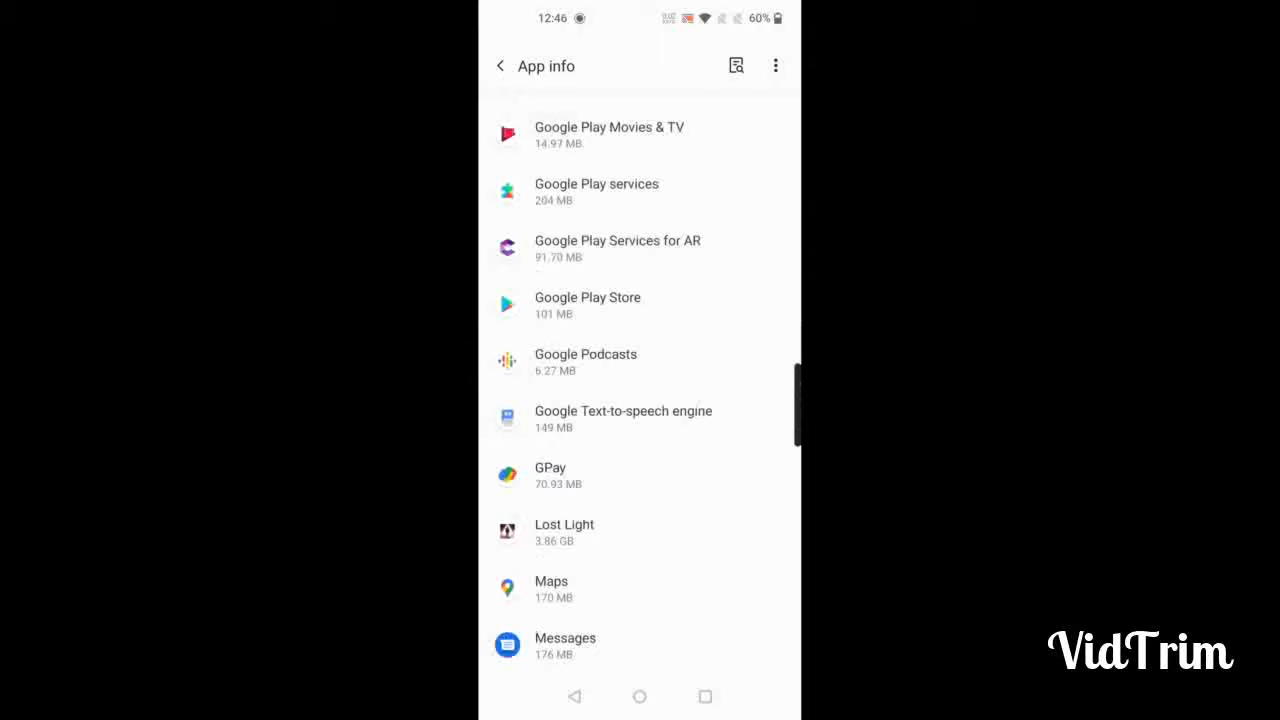 12:46
60%
App info
Google Play Movies & TV
14.97 MB
Google Play services
204 MB
Google Play Services for AR
91.70 MB
Google Play Store
101 MB
Google Podcasts
6.27 MB
Google Text-to-speech engine
149 MB
GPay
70.93 MB
Lost Light
3.86 GB
Maps
170 MB
Messages
176 MB
VidTrim